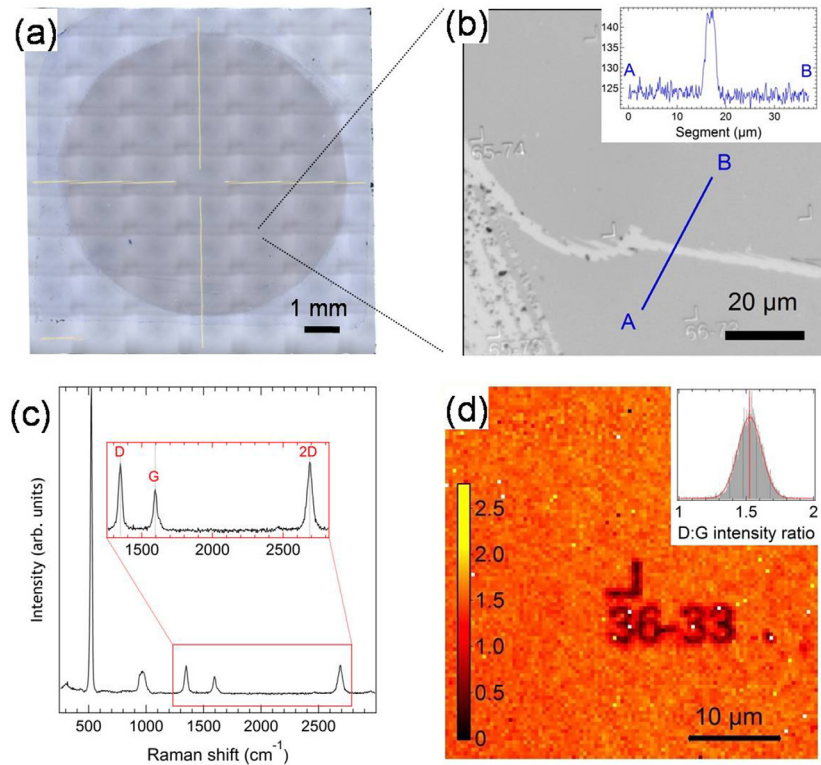 (a)
1 mm
(b)
140
135
130
125
A
B
0 10 20 30
Segment (µm)
65-74
B
A
20 µm
(c)
D
G
2D
1500 2000 2500
Intensity (arb. units)
500 1000 1500 2000 2500
Raman shift (cm⁻¹)
(d)
1 1.5 2
D:G intensity ratio
2.5
2.0
1.5
1.0
0.5
0
36-33
10 µm